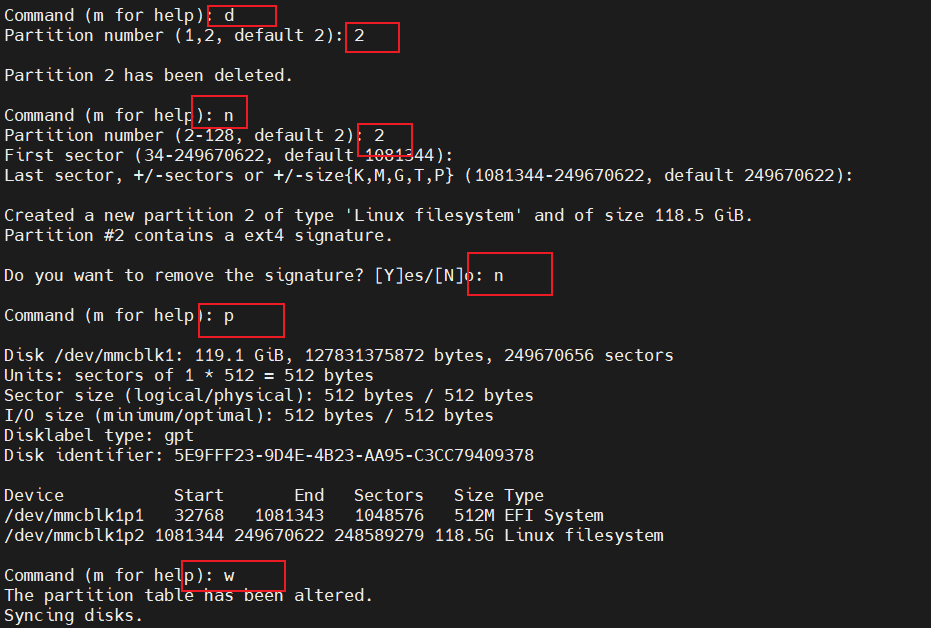 Command (m for help): d
Partition number (1,2, default 2): 2
Partition 2 has been deleted.
Command (m for help): n
Partition number (2-128, default 2): 2
First sector (34-249670622, default 1081344):
Last sector, +/-sectors or +/-size{K,M,G,T,P} (1081344-249670622, default 249670622):
Created a new partition 2 of type 'Linux filesystem' and of size 118.5 GiB.
Partition #2 contains a ext4 signature.
Do you want to remove the signature? [Y]es/[N]o: n
Command (m for help): p
Disk /dev/mmcblk1: 119.1 GiB, 127831375872 bytes, 249670656 sectors
Units: sectors of 1 * 512 = 512 bytes
Sector size (logical/physical): 512 bytes / 512 bytes
I/O size (minimum/optimal): 512 bytes / 512 bytes
Disklabel type: gpt
Disk identifier: 5E9FFF23-9D4E-4B23-AA95-C3CC79409378
Device Start End Sectors Size Type
/dev/mmcblk1p1 32768 1081343 1048576 512M EFI System
/dev/mmcblk1p2 1081344 249670622 248589279 118.5G Linux filesystem
Command (m for help): w
The partition table has been altered.
Syncing disks.